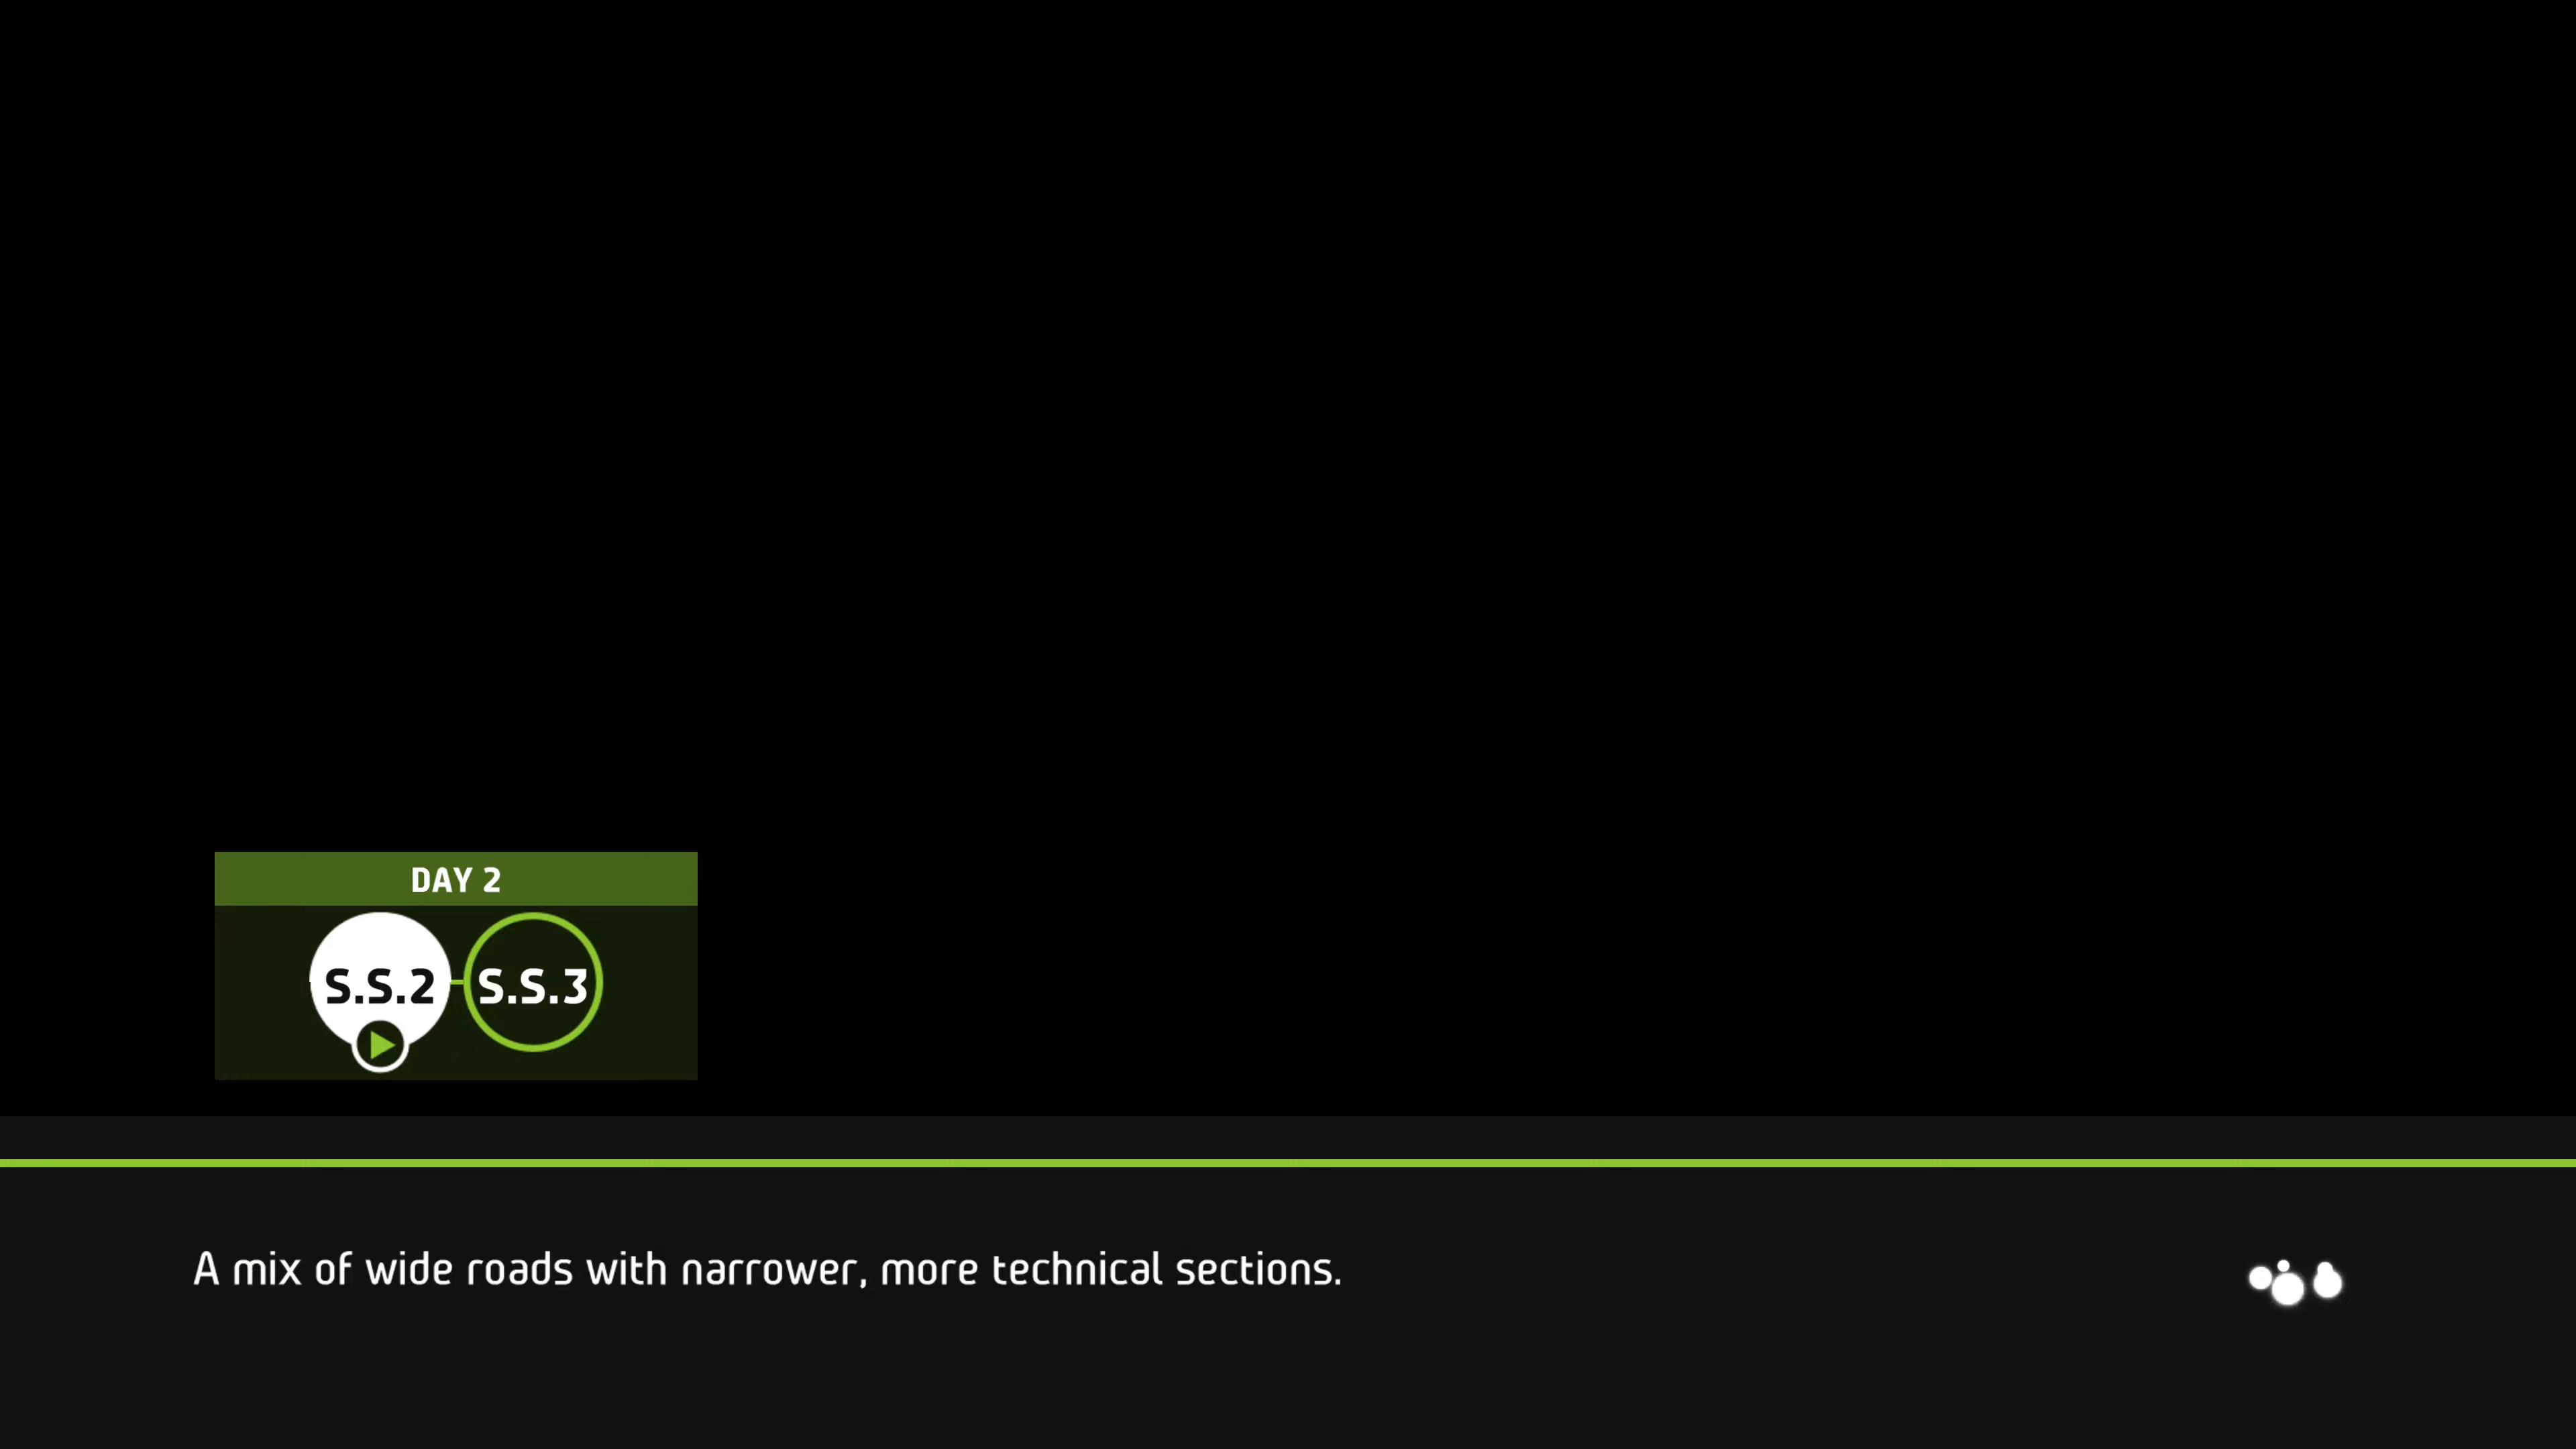 DAY 2
S.S.2 S.S.3
A mix of wide roads with narrower, more technical sections.